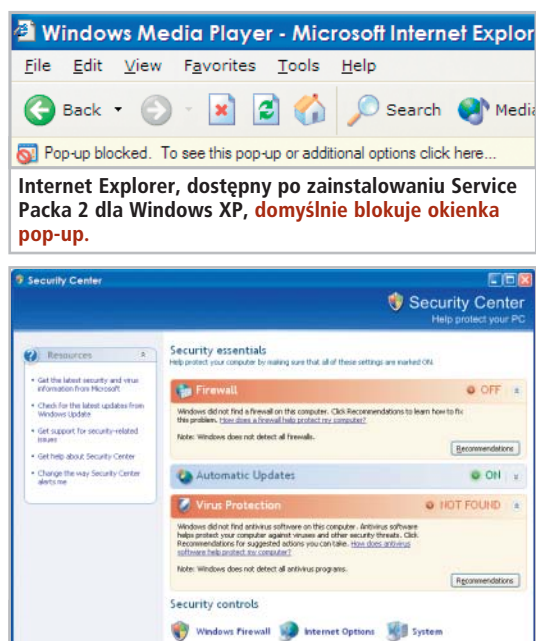 Windows Media Player - Microsoft Internet Explor
File Edit View Favorites Tools Help
Back Search Media
Pop-up blocked. To see this pop-up or additional options click here...
Internet Explorer, dostępny po zainstalowaniu Service
Packa 2 dla Windows XP, domyślnie blokuje okienka
pop-up.
Security Center
Security Center
Help protect your PC
Resources
Get the latest security and virus
information from Microsoft
Check for the latest updates from
Windows Update
Get support for security-related
issues
Get help about Security Center
Change the way Security Center
alerts me
Security essentials
Help protect your computer by making sure that all of these settings are marked ON.
Firewall OFF
Windows did not find a firewall on this computer. Click Recommendations to learn how to fix
this problem. How does a firewall help protect my computer?
Note: Windows does not detect all firewalls.
Recommendations
Automatic Updates ON
Virus Protection NOT FOUND
Windows did not find antivirus software on this computer. Antivirus software
helps protect your computer against viruses and other security threats. Click
Recommendations for suggested actions you can take. How does antivirus
software help protect my computer?
Note: Windows does not detect all antivirus programs.
Recommendations
Security controls
Windows Firewall Internet Options System